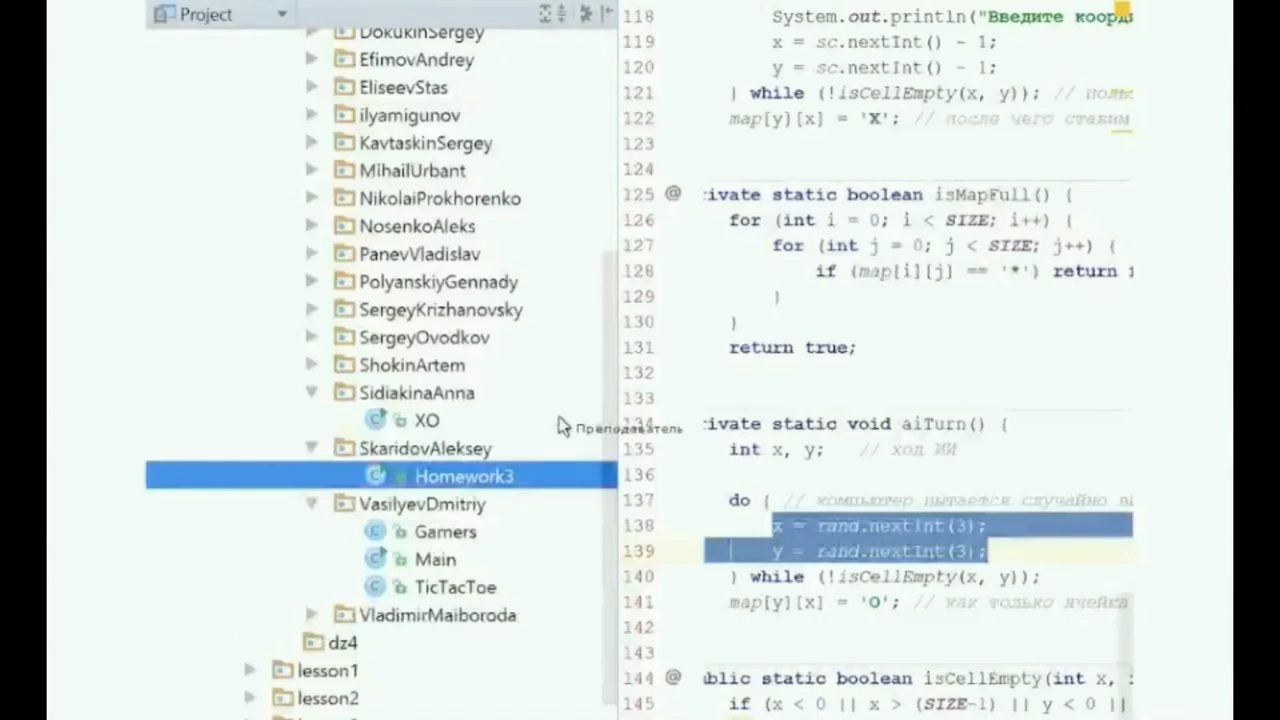 Project
DokukinSergey
EfimovAndrey
EliseevStas
ilyamigunov
KavtaskinSergey
MihailUrbant
NikolaiProkhorenko
NosenkoAleks
PanevVladislav
PolyanskiyGennady
SergeyKrizhanovsky
SergeyOvodkov
ShokinArtem
SidiakinaAnna
XO
SkaridovAleksey
Homework3
VasilyevDmitriy
Gamers
Main
TicTacToe
VladimirMaiboroda
dz4
lesson1
lesson2
Преподаватель
118 System.out.println("Введите коорд
119 x = sc.nextInt() - 1;
120 y = sc.nextInt() - 1;
121 } while (!isCellEmpty(x, y)); //
122 map[y][x] = 'X'; // после чего ставим
123
124
125 @ ivate static boolean isMapFull() {
126 for (int i = 0; i < SIZE; i++) {
127 for (int j = 0; j < SIZE; j++) {
128 if (map[i][j] == '*') return
129 }
130 }
131 return true;
132
133
134 ivate static void aiTurn() {
135 int x, y; // ход ИИ
136
137 do { // компьютер пытается случайно
138 x = rand.nextInt(3);
139 y = rand.nextInt(3);
140 } while (!isCellEmpty(x, y));
141 map[y][x] = 'O'; // как только ячейка
142
143
144 @ ublic static boolean isCellEmpty(int x,
145 if (x < 0 || x > (SIZE-1) || y < 0 ||